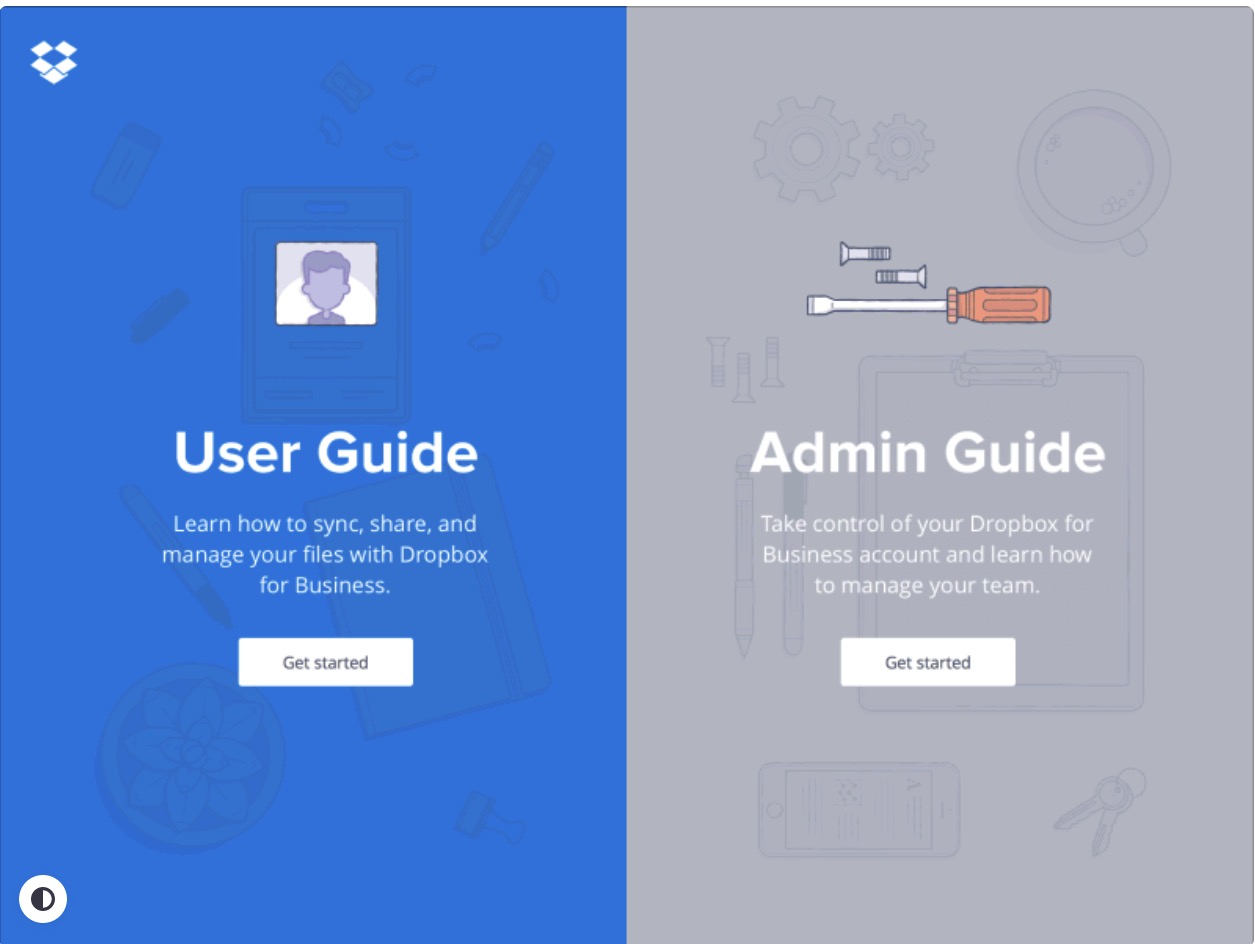 User Guide
Learn how to sync, share, and
manage your files with Dropbox
for Business.
Get started
Admin Guide
Take control of your Dropbox for
Business account and learn how
to manage your team.
Get started